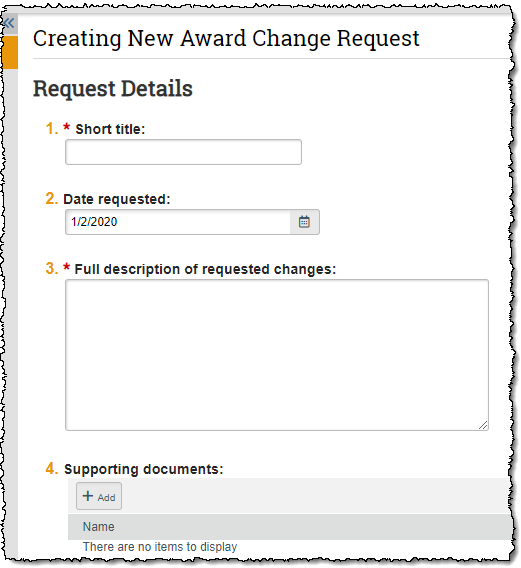 Creating New Award Change Request
Request Details
1. * Short title:
2. Date requested:
1/2/2020
3. * Full description of requested changes:
4. Supporting documents:
+ Add
Name
There are no items to display